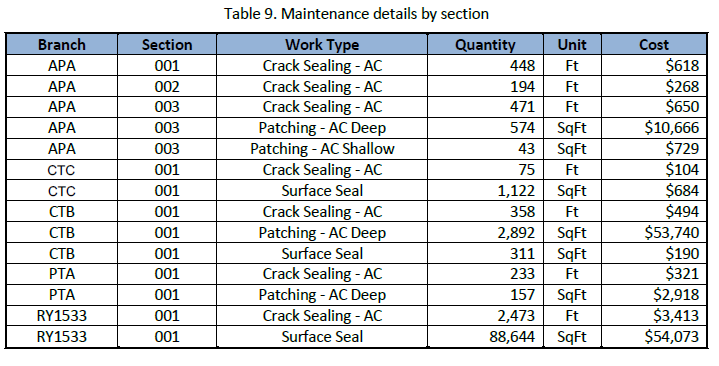 Table 9. Maintenance details by section
Branch Section Work Type Quantity Unit Cost
APA 001 Crack Sealing - AC 448 Ft $618
APA 002 Crack Sealing - AC 194 Ft $268
APA 003 Crack Sealing - AC 471 Ft $650
APA 003 Patching - AC Deep 574 SqFt $10,666
APA 003 Patching - AC Shallow 43 SqFt $729
CTC 001 Crack Sealing - AC 75 Ft $104
CTC 001 Surface Seal 1,122 SqFt $684
CTB 001 Crack Sealing - AC 358 Ft $494
CTB 001 Patching - AC Deep 2,892 SqFt $53,740
CTB 001 Surface Seal 311 SqFt $190
PTA 001 Crack Sealing - AC 233 Ft $321
PTA 001 Patching - AC Deep 157 SqFt $2,918
RY1533 001 Crack Sealing - AC 2,473 Ft $3,413
RY1533 001 Surface Seal 88,644 SqFt $54,073